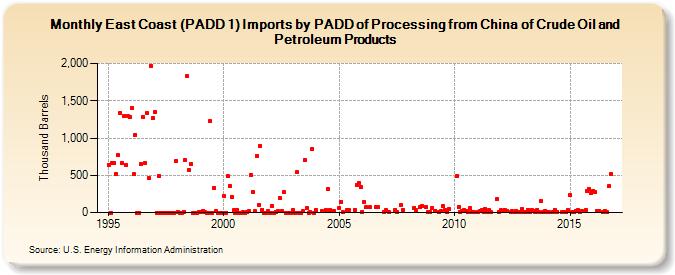 Monthly East Coast (PADD 1) Imports by PADD of Processing from China of Crude Oil and
Petroleum Products
Thousand Barrels
2,000
1,500
1,000
500
0
1995
2000
2005
2010
2015
Source: U.S. Energy Information Administration